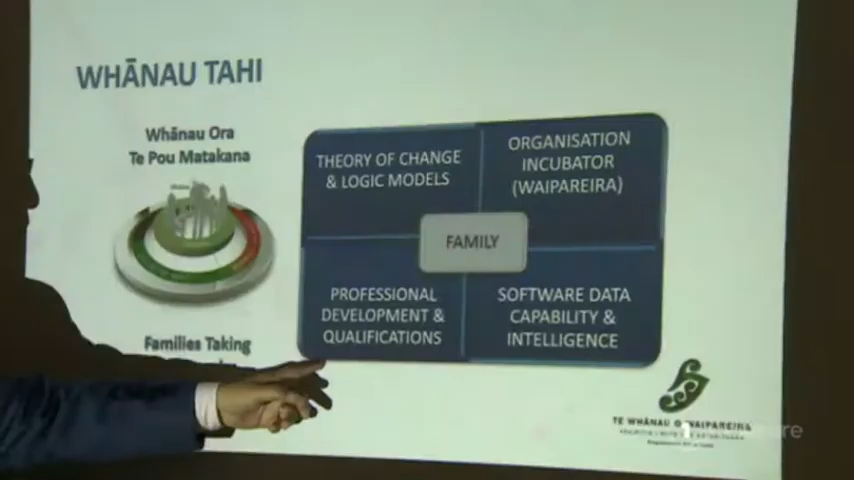 WHĀNAU TAHI
Whānau Ora
Te Pou Matakana
Families Taking
THEORY OF CHANGE
& LOGIC MODELS
ORGANISATION
INCUBATOR
(WAIPAREIRA)
FAMILY
PROFESSIONAL
DEVELOPMENT &
QUALIFICATIONS
SOFTWARE DATA
CAPABILITY &
INTELLIGENCE
TE WHĀNAU O WAIPAREIRA